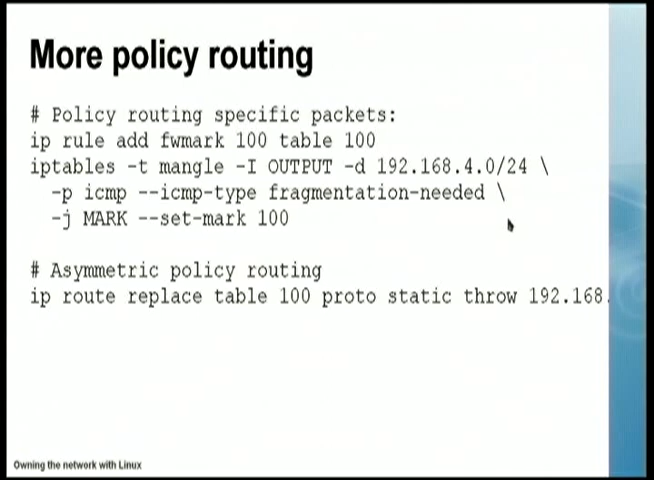 More policy routing
# Policy routing specific packets:
ip rule add fwmark 100 table 100
iptables -t mangle -I OUTPUT -d 192.168.4.0/24 \
-p icmp --icmp-type fragmentation-needed \
-j MARK --set-mark 100
# Asymmetric policy routing
ip route replace table 100 proto static throw 192.168.
Owning the network with Linux